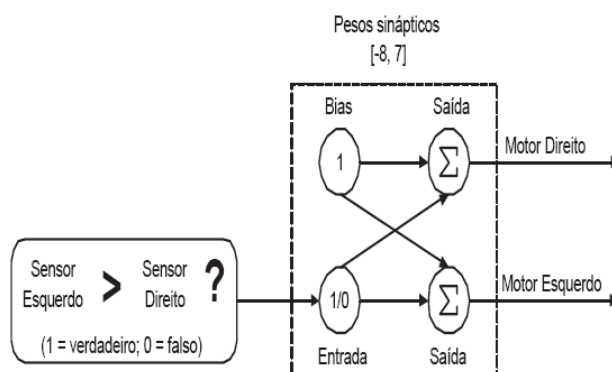 Pesos sinápticos
[-8, 7]
Bias
Saída
1
Σ
Motor Direito
Sensor Esquerdo > Sensor Direito ?
(1 = verdadeiro; 0 = falso)
1/0
Σ
Motor Esquerdo
Entrada
Saída